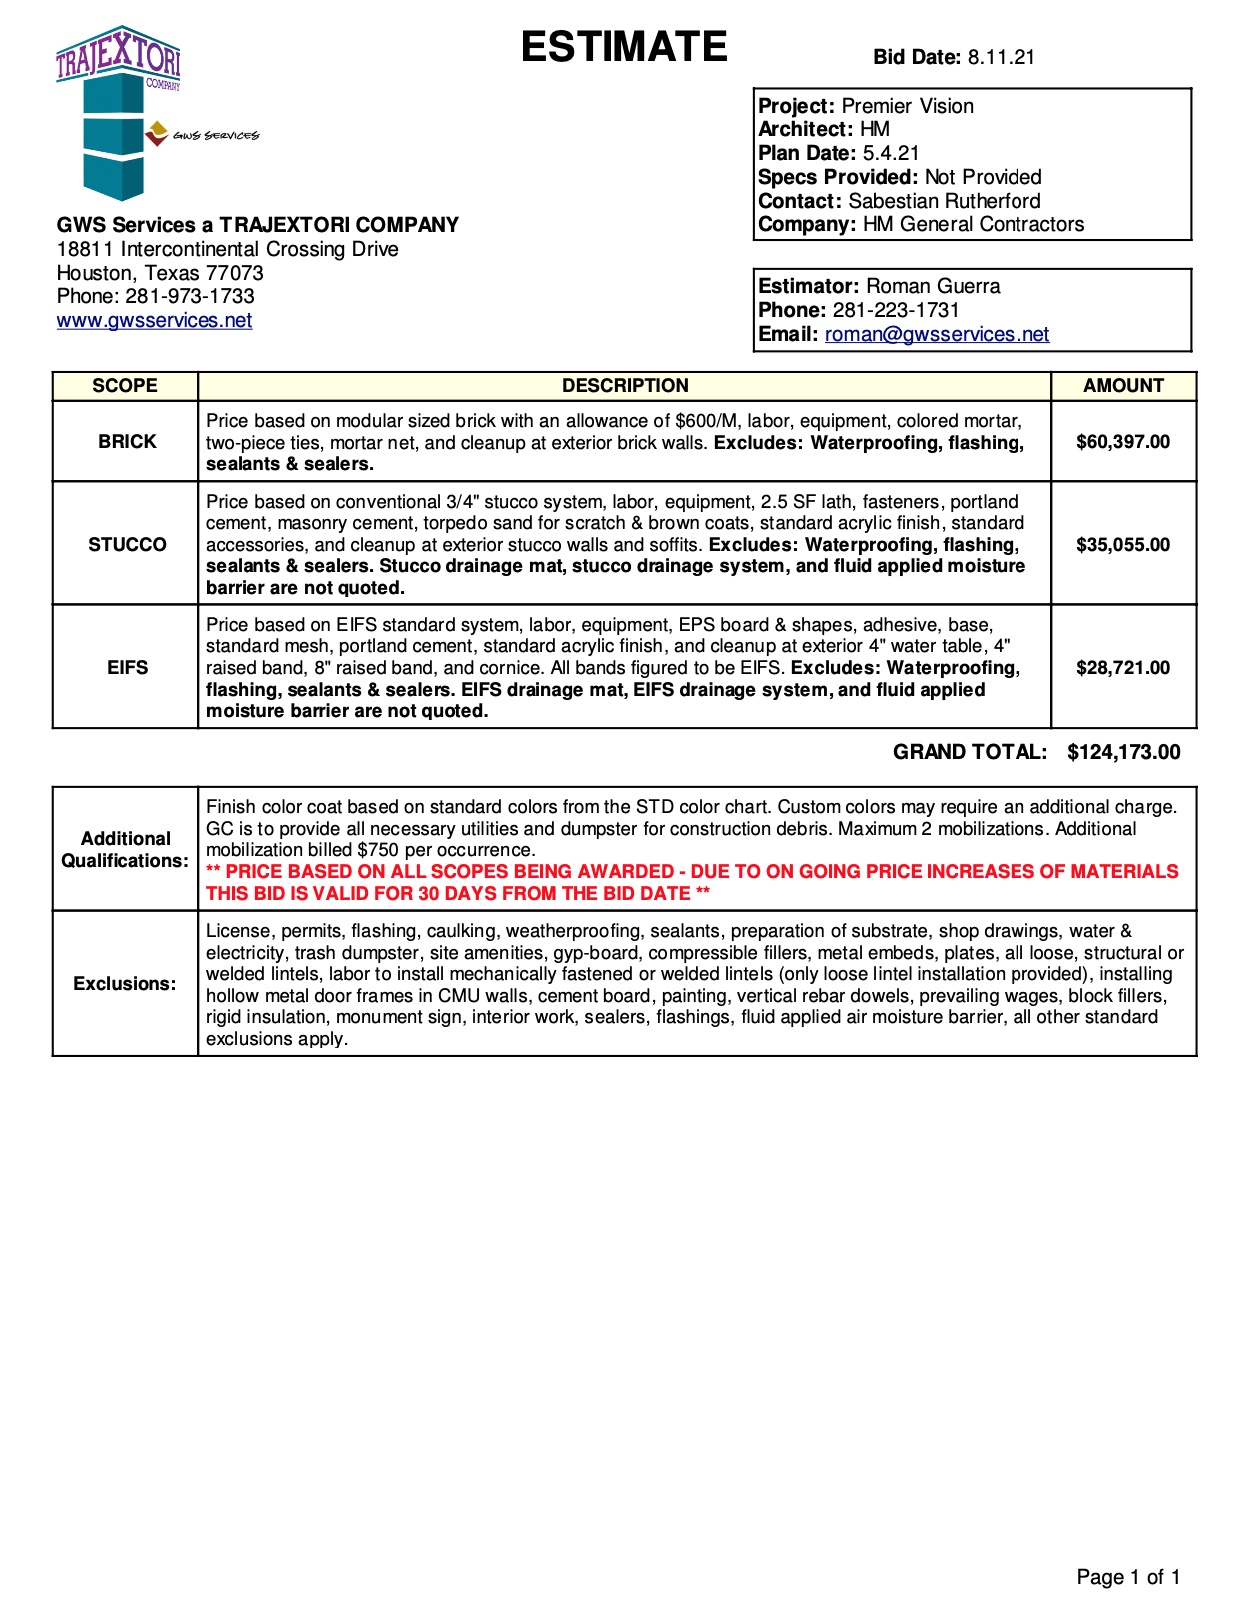 TRAJEXTORI
COMPANY
GWS SERVICES
ESTIMATE
Bid Date: 8.11.21
Project: Premier Vision
Architect: HM
Plan Date: 5.4.21
Specs Provided: Not Provided
Contact: Sabestian Rutherford
Company: HM General Contractors
GWS Services a TRAJEXTORI COMPANY
18811 Intercontinental Crossing Drive
Houston, Texas 77073
Phone: 281-973-1733
www.gwsservices.net
Estimator: Roman Guerra
Phone: 281-223-1731
Email: roman@gwsservices.net
SCOPE DESCRIPTION AMOUNT
BRICK
Price based on modular sized brick with an allowance of $600/M, labor, equipment, colored mortar,
two-piece ties, mortar net, and cleanup at exterior brick walls. Excludes: Waterproofing, flashing,
sealants & sealers.
$60,397.00
STUCCO
Price based on conventional 3/4" stucco system, labor, equipment, 2.5 SF lath, fasteners, portland
cement, masonry cement, torpedo sand for scratch & brown coats, standard acrylic finish, standard
accessories, and cleanup at exterior stucco walls and soffits. Excludes: Waterproofing, flashing,
sealants & sealers. Stucco drainage mat, stucco drainage system, and fluid applied moisture
barrier are not quoted.
$35,055.00
EIFS
Price based on EIFS standard system, labor, equipment, EPS board & shapes, adhesive, base,
standard mesh, portland cement, standard acrylic finish, and cleanup at exterior 4" water table, 4"
raised band, 8" raised band, and cornice. All bands figured to be EIFS. Excludes: Waterproofing,
flashing, sealants & sealers. EIFS drainage mat, EIFS drainage system, and fluid applied
moisture barrier are not quoted.
$28,721.00
GRAND TOTAL: $124,173.00
Additional
Qualifications:
Finish color coat based on standard colors from the STD color chart. Custom colors may require an additional charge.
GC is to provide all necessary utilities and dumpster for construction debris. Maximum 2 mobilizations. Additional
mobilization billed $750 per occurrence.
** PRICE BASED ON ALL SCOPES BEING AWARDED - DUE TO ON GOING PRICE INCREASES OF MATERIALS
THIS BID IS VALID FOR 30 DAYS FROM THE BID DATE **
Exclusions:
License, permits, flashing, caulking, weatherproofing, sealants, preparation of substrate, shop drawings, water &
electricity, trash dumpster, site amenities, gyp-board, compressible fillers, metal embeds, plates, all loose, structural or
welded lintels, labor to install mechanically fastened or welded lintels (only loose lintel installation provided), installing
hollow metal door frames in CMU walls, cement board, painting, vertical rebar dowels, prevailing wages, block fillers,
rigid insulation, monument sign, interior work, sealers, flashings, fluid applied air moisture barrier, all other standard
exclusions apply.
Page 1 of 1